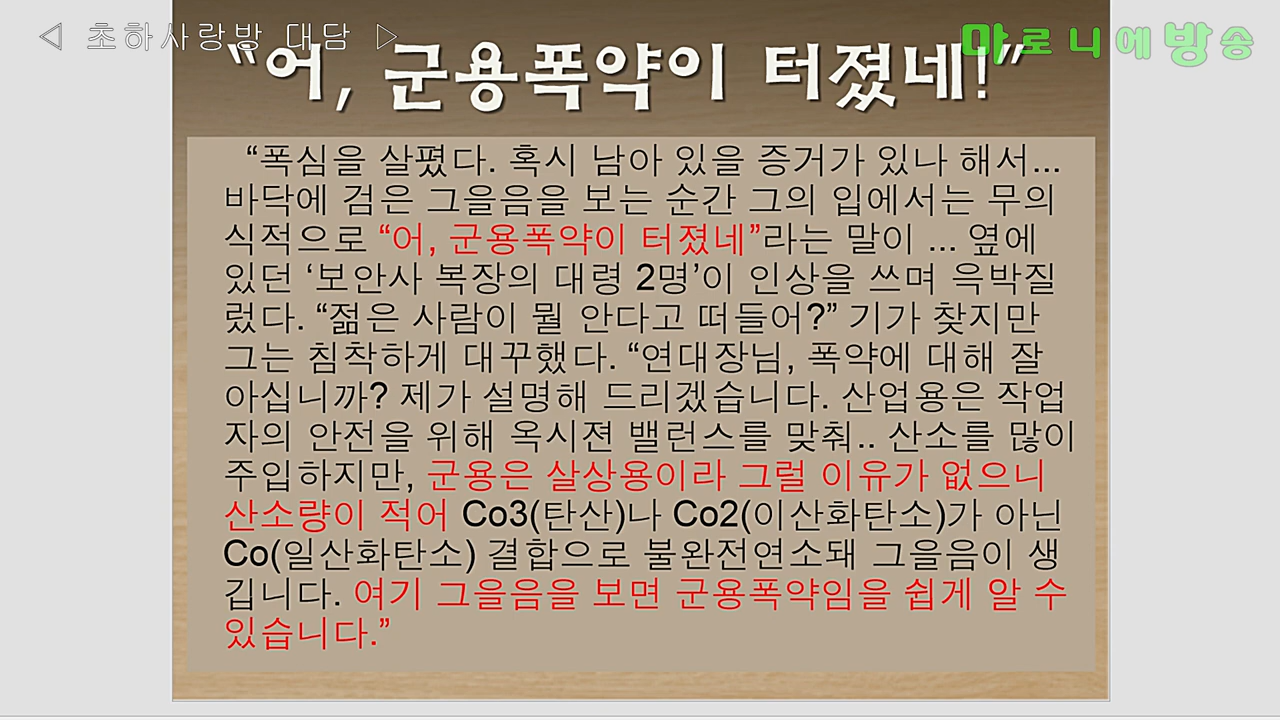 ◁ 초하사랑방 대담 ▷
마로니에방송
“어, 군용폭약이 터졌네!”
“폭심을 살폈다. 혹시 남아 있을 증거가 있나 해서...
바닥에 검은 그을음을 보는 순간 그의 입에서는 무의
식적으로 “어, 군용폭약이 터졌네”라는 말이 ... 옆에
있던 ‘보안사 복장의 대령 2명’이 인상을 쓰며 윽박질
렀다. “젊은 사람이 뭘 안다고 떠들어?” 기가 찾지만
그는 침착하게 대꾸했다. “연대장님, 폭약에 대해 잘
아십니까? 제가 설명해 드리겠습니다. 산업용은 작업
자의 안전을 위해 옥시젼 밸런스를 맞춰.. 산소를 많이
주입하지만, 군용은 살상용이라 그럴 이유가 없으니
산소량이 적어 Co3(탄산)나 Co2(이산화탄소)가 아닌
Co(일산화탄소) 결합으로 불완전연소돼 그을음이 생
깁니다. 여기 그을음을 보면 군용폭약임을 쉽게 알 수
있습니다.”